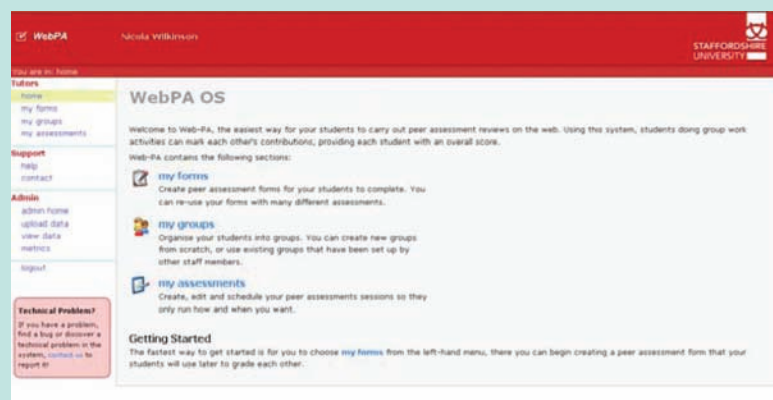 WebPA
Nicola Wilkinson
STAFFORDSHIRE
UNIVERSITY
You are in: home
Tutors
home
my forms
my groups
my assessments
Support
help
contact
Admin
admin home
upload data
view data
metrics
logout
Technical Problem?
If you have a problem,
find a bug or discover a
technical problem in the
system, contact us to
report it!
WebPA OS
Welcome to Web-PA, the easiest way for your students to carry out peer assessment reviews on the web. Using this system, students doing group work
activities can mark each other's contributions, providing each student with an overall score.
Web-PA contains the following sections:
my forms
Create peer assessment forms for your students to complete. You
can re-use your forms with many different assessments.
my groups
Organise your students into groups. You can create new groups
from scratch, or use existing groups that have been set up by
other staff members.
my assessments
Create, edit and schedule your peer assessments sessions so they
only run how and when you want.
Getting Started
The fastest way to get started is for you to choose my forms from the left-hand menu, there you can begin creating a peer assessment form that your
students will use later to grade each other.